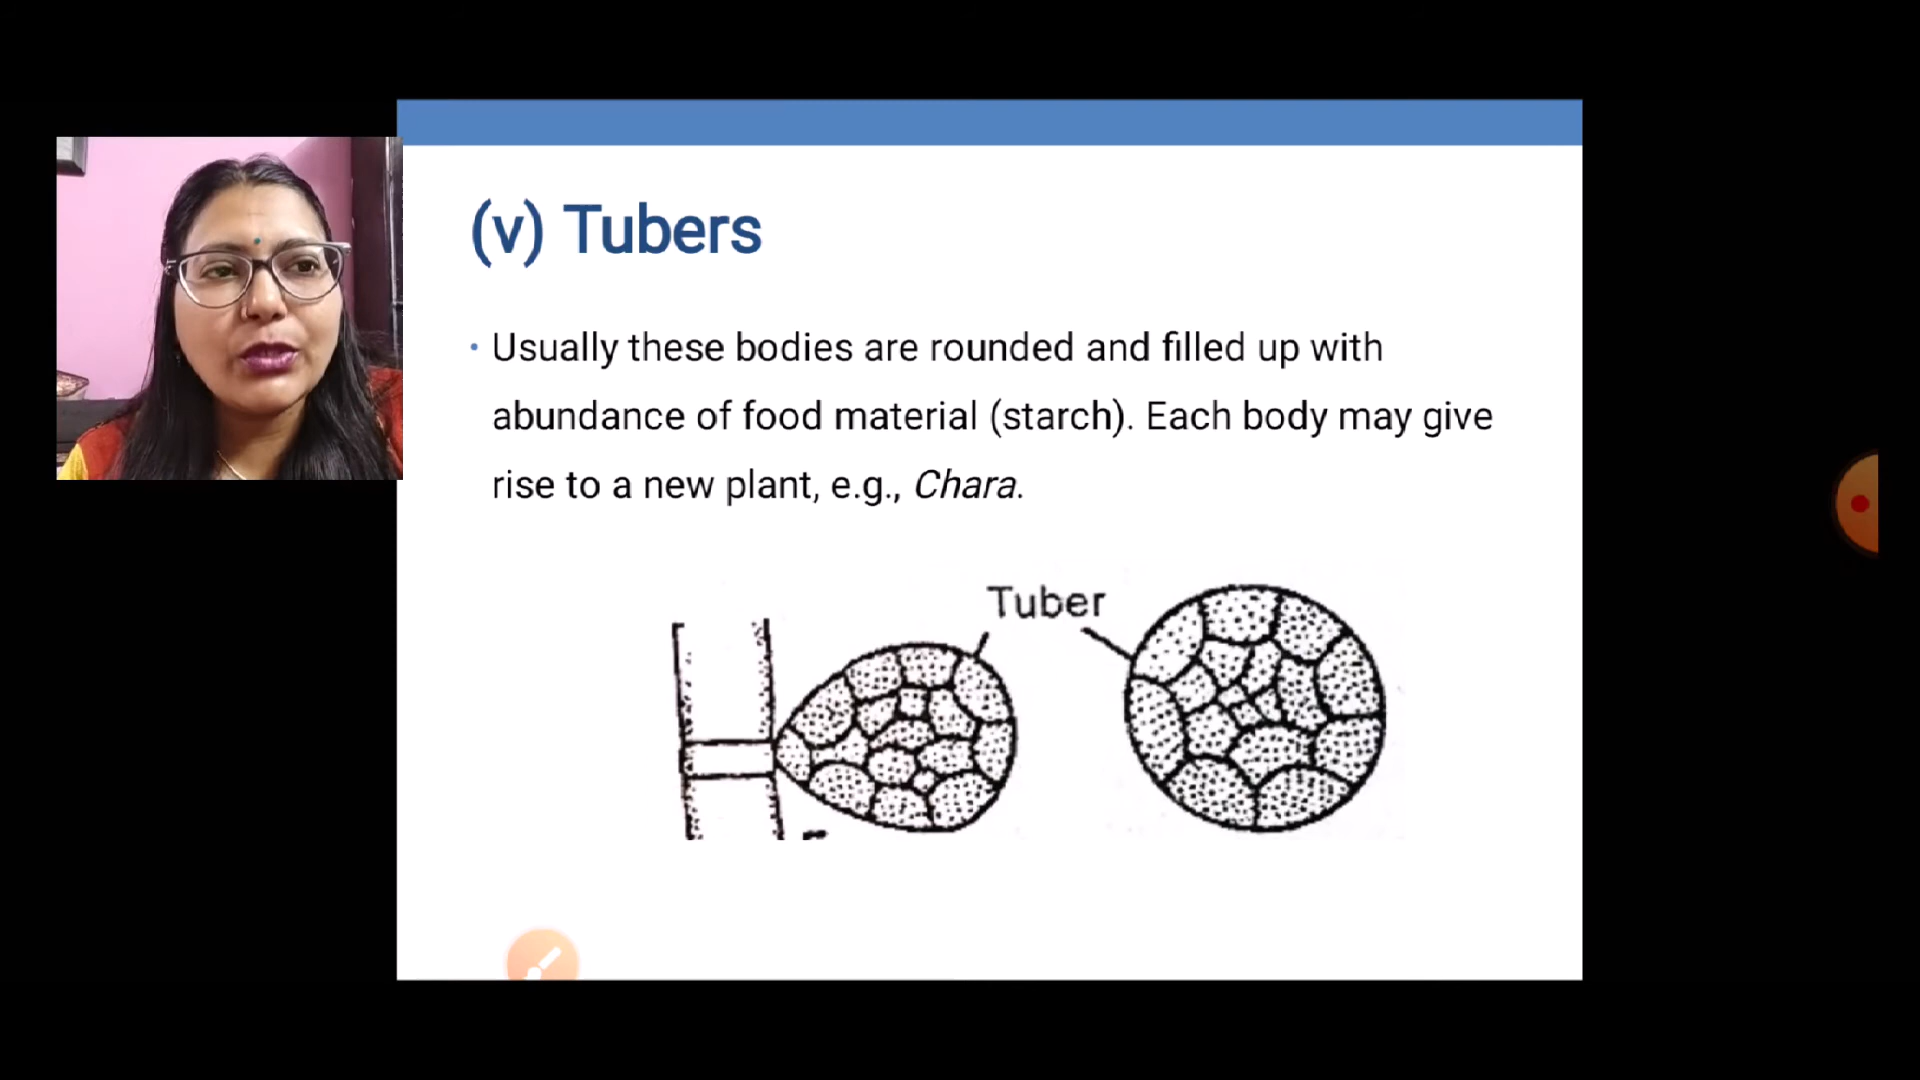 (v) Tubers
• Usually these bodies are rounded and filled up with
abundance of food material (starch). Each body may give
rise to a new plant, e.g., Chara.
Tuber